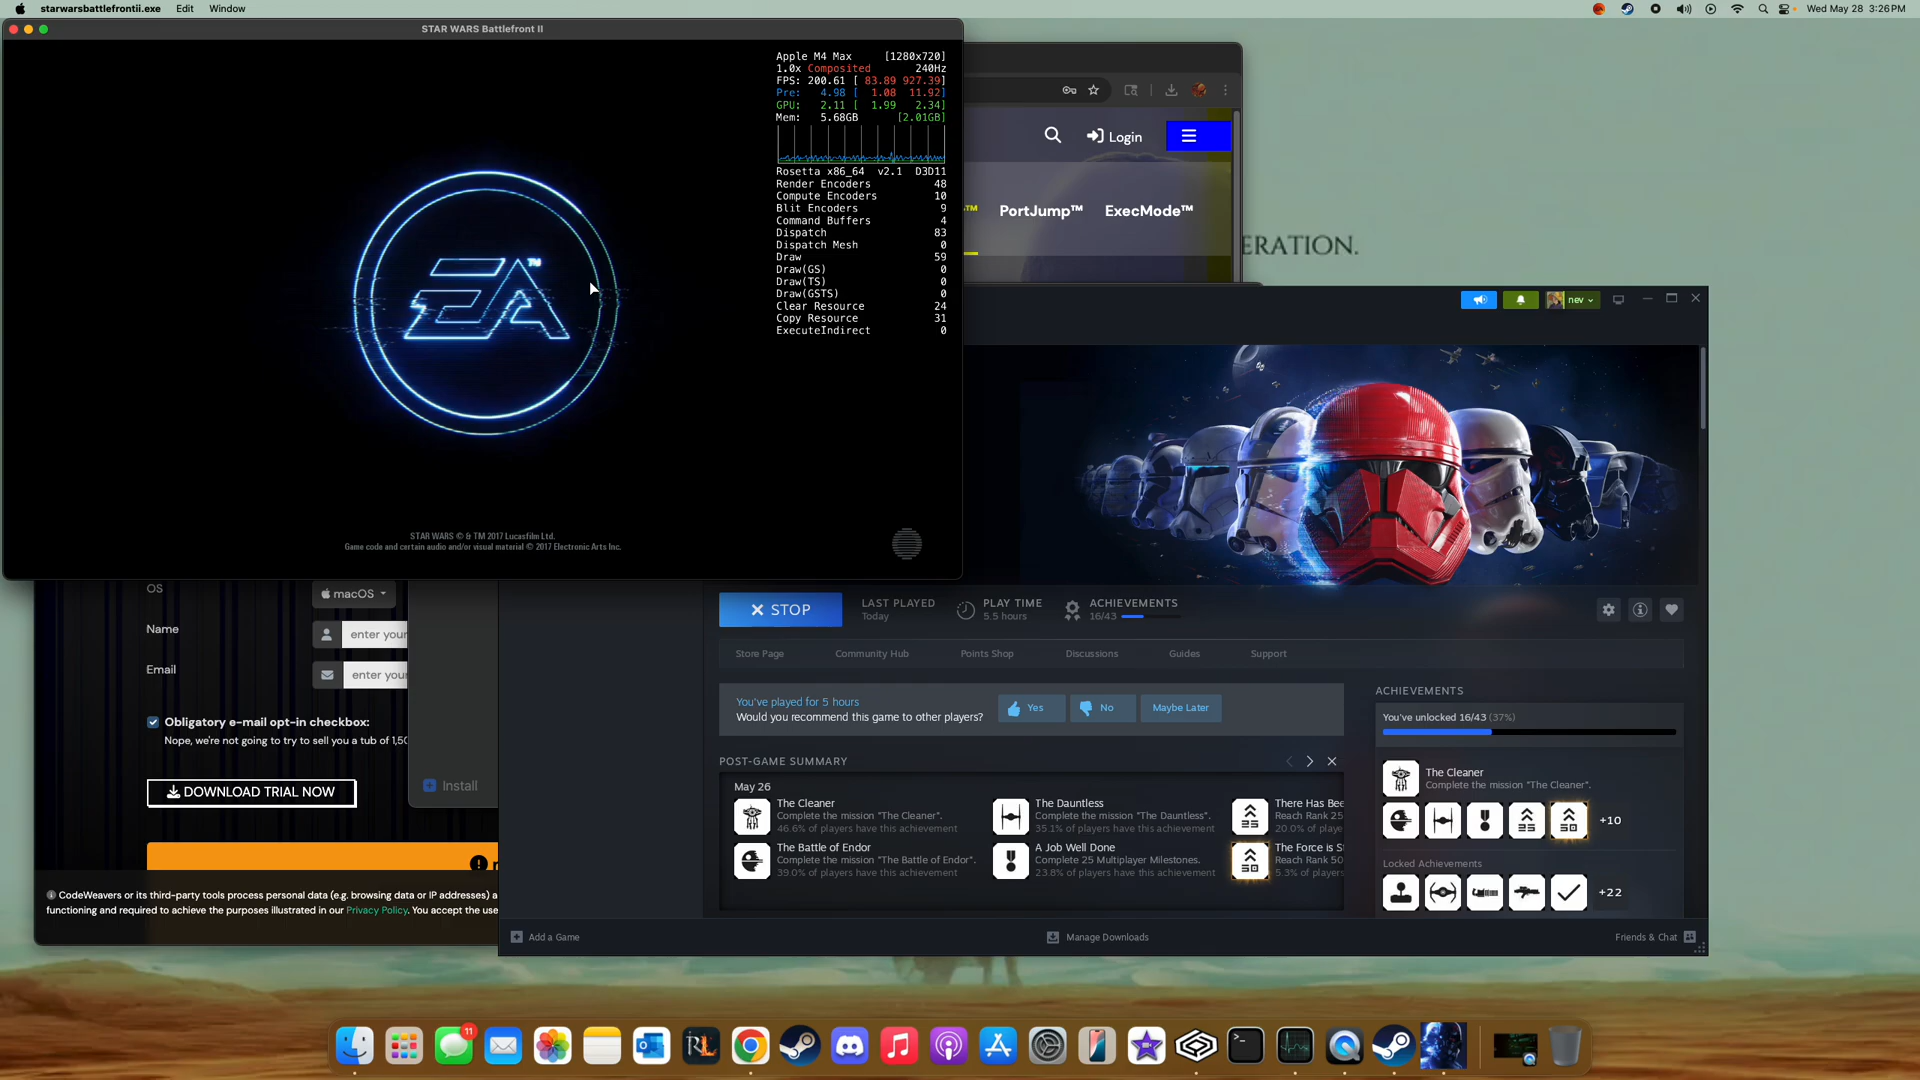 starwarsbattlefrontii.exe Edit Window
Wed May 28 3:26 PM
STAR WARS Battlefront II
Apple M4 Max [1280x720]
1.0x Composited 240Hz
FPS: 200.61 [ 83.89 927.39]
Pre: 4.98 [ 1.08 11.92]
GPU: 2.11 [ 1.99 2.34]
Mem: 5.68GB [2.01GB]
Rosetta x86_64 v2.1 D3D11
Render Encoders 48
Compute Encoders 10
Blit Encoders 9
Command Buffers 4
Dispatch 83
Dispatch Mesh 0
Draw 59
Draw(GS) 0
Draw(TS) 0
Draw(GSTS) 0
Clear Resource 24
Copy Resource 31
ExecuteIndirect 0
EA™
STAR WARS © & TM 2017 Lucasfilm Ltd.
Game code and certain audio and/or visual material © 2017 Electronic Arts Inc.
Login
™ PortJump™ ExecMode™
ERATION.
nev
OS
macOS
Name
enter your
Email
enter your
Obligatory e-mail opt-in checkbox:
Nope, we're not going to try to sell you a tub of 1,50
DOWNLOAD TRIAL NOW
Install
CodeWeavers or its third-party tools process personal data (e.g. browsing data or IP addresses) a
functioning and required to achieve the purposes illustrated in our Privacy Policy. You accept the use
STOP
LAST PLAYED
Today
PLAY TIME
5.5 hours
ACHIEVEMENTS
16/43
Store Page Community Hub Points Shop Discussions Guides Support
You've played for 5 hours
Would you recommend this game to other players?
Yes No Maybe Later
POST-GAME SUMMARY
May 26
The Cleaner
Complete the mission "The Cleaner".
46.6% of players have this achievement
The Dauntless
Complete the mission "The Dauntless".
35.1% of players have this achievement
25
There Has Bee
Reach Rank 25
20.0% of playe
The Battle of Endor
Complete the mission "The Battle of Endor".
39.0% of players have this achievement
A Job Well Done
Complete 25 Multiplayer Milestones.
23.8% of players have this achievement
50
The Force is St
Reach Rank 50
5.3% of players
ACHIEVEMENTS
You've unlocked 16/43 (37%)
The Cleaner
Complete the mission "The Cleaner".
25 50 +10
Locked Achievements
+22
Add a Game
Manage Downloads
Friends & Chat
11
RL